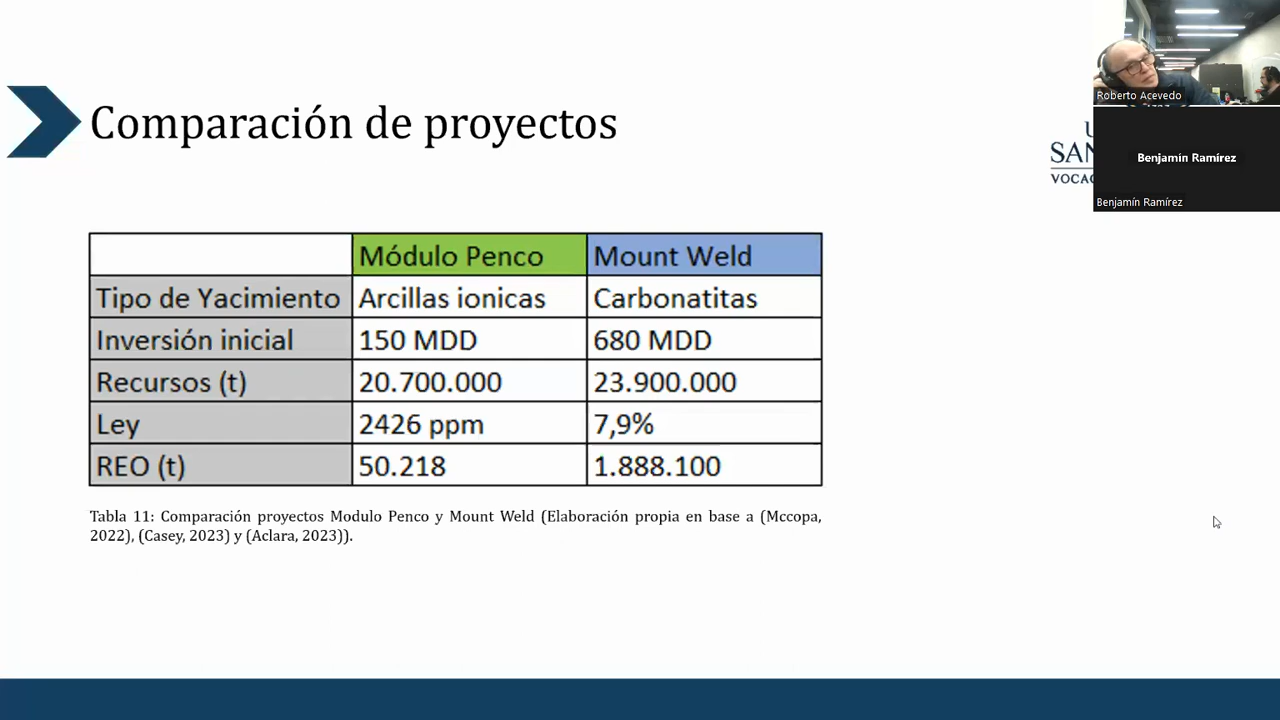 Comparación de proyectos
Roberto Acevedo
Benjamín Ramírez
Benjamín Ramírez
U
SAN
VOCAC
Módulo Penco Mount Weld
Tipo de Yacimiento Arcillas ionicas Carbonatitas
Inversión inicial 150 MDD 680 MDD
Recursos (t) 20.700.000 23.900.000
Ley 2426 ppm 7,9%
REO (t) 50.218 1.888.100
Tabla 11: Comparación proyectos Modulo Penco y Mount Weld (Elaboración propia en base a (Mccopa,
2022), (Casey, 2023) y (Aclara, 2023)).